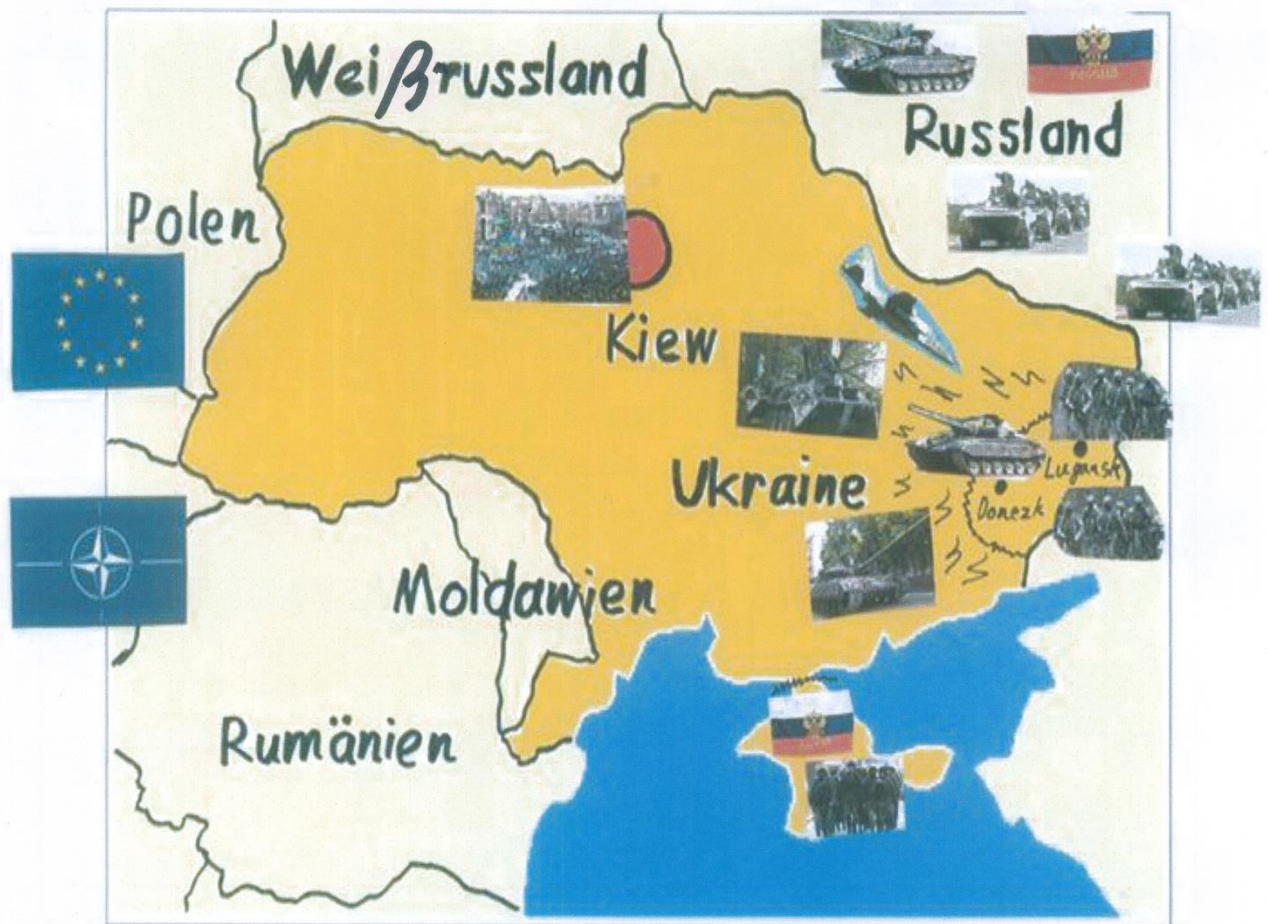 Weißrussland
Russland
Polen
Kiew
Ukraine
Lugansk
Donezk
Moldawien
Rumänien